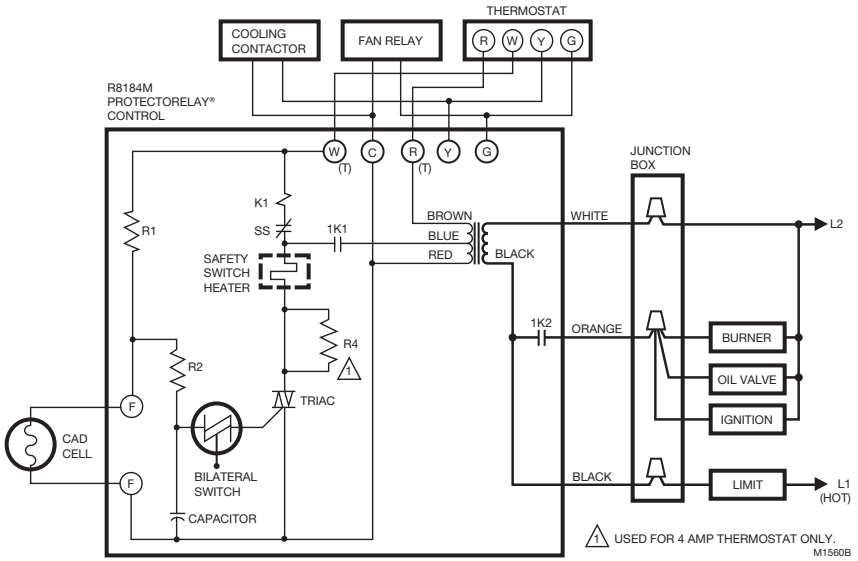 THERMOSTAT
COOLING
CONTACTOR
FAN RELAY
R W Y G
R8184M
PROTECTORELAY®
CONTROL
W C R Y G
(T) (T)
JUNCTION
BOX
K1
R1
SS
1K1
BROWN
BLUE
RED
BLACK
WHITE
L2
SAFETY
SWITCH
HEATER
1K2
ORANGE
BURNER
R4
1
R2
OIL VALVE
TRIAC
F
IGNITION
CAD
CELL
BILATERAL
SWITCH
F
BLACK
LIMIT
L1
(HOT)
CAPACITOR
1 USED FOR 4 AMP THERMOSTAT ONLY.
M1560B